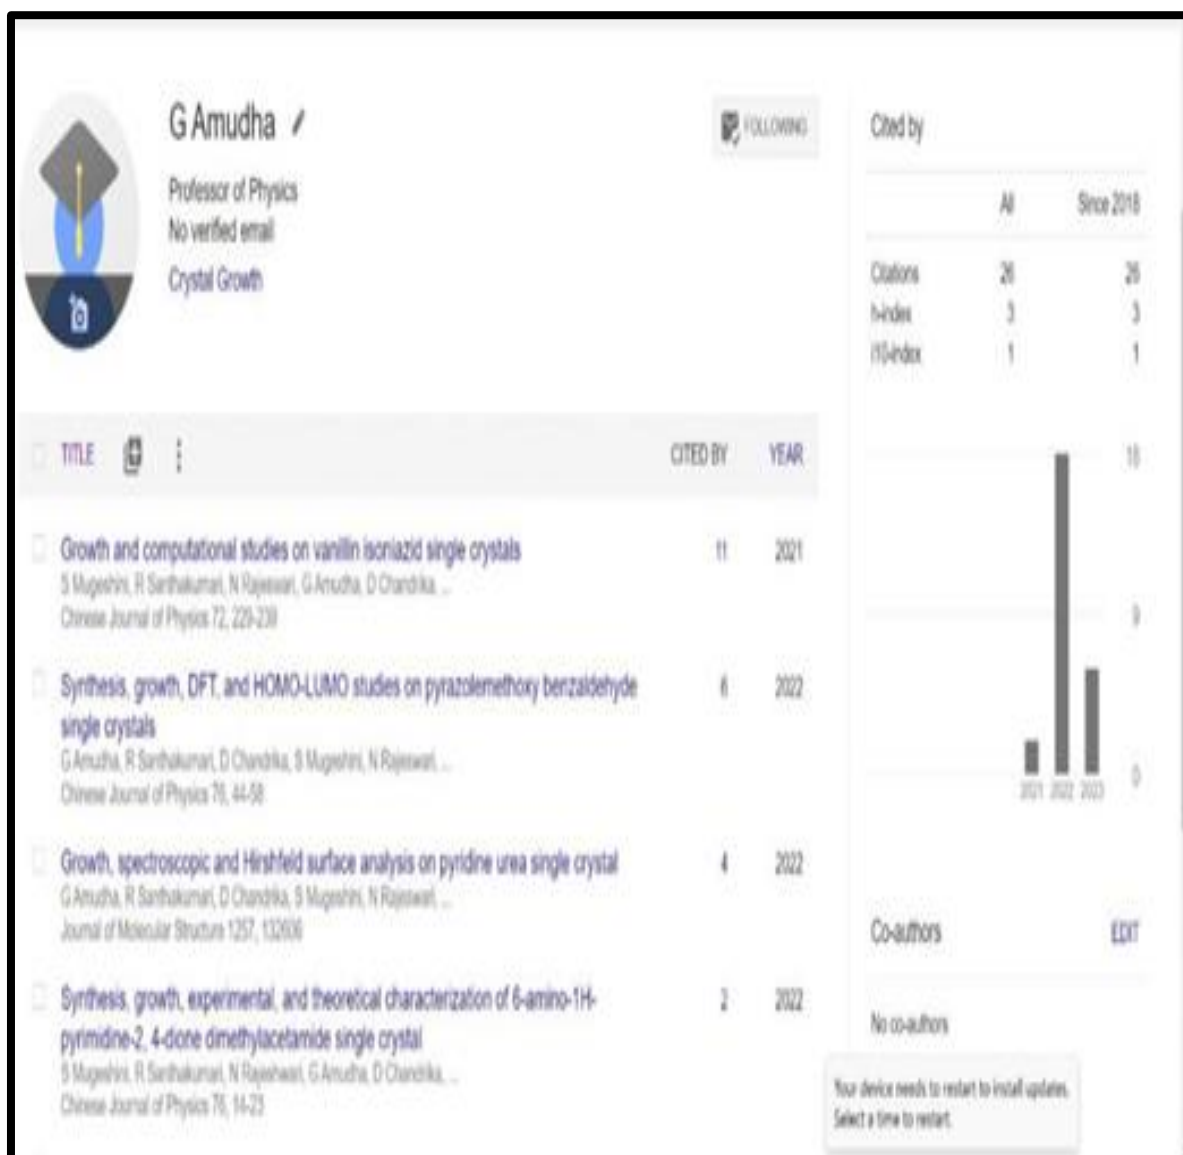 G Amudha
FOLLOWING
Professor of Physics
No verified email
Crystal Growth
TITLE
CITED BY
YEAR
Growth and computational studies on vanillin isoniazid single crystals
11
2021
S Mugeshini, R Santhakumari, N Rajeswari, G Amudha, D Chandrika, ...
Chinese Journal of Physics 72, 229-239
Synthesis, growth, DFT, and HOMO-LUMO studies on pyrazolemethoxy benzaldehyde
6
2022
single crystals
G Amudha, R Santhakumari, D Chandrika, S Mugeshini, N Rajeswari, ...
Chinese Journal of Physics 76, 44-58
Growth, spectroscopic and Hirshfeld surface analysis on pyridine urea single crystal
4
2022
G Amudha, R Santhakumari, D Chandrika, S Mugeshini, N Rajeswari, ...
Journal of Molecular Structure 1257, 132606
Synthesis, growth, experimental, and theoretical characterization of 6-amino-1H-
2
2022
pyrimidine-2, 4-dione dimethylacetamide single crystal
S Mugeshini, R Santhakumari, N Rajeshwari, G Amudha, D Chandrika, ...
Chinese Journal of Physics 76, 14-23
Cited by
All
Since 2018
Citations
26
26
h-index
3
3
i10-index
1
1
18
9
0
2021 2022 2023
Co-authors
EDIT
No co-authors
Your device needs to restart to install updates.
Select a time to restart.